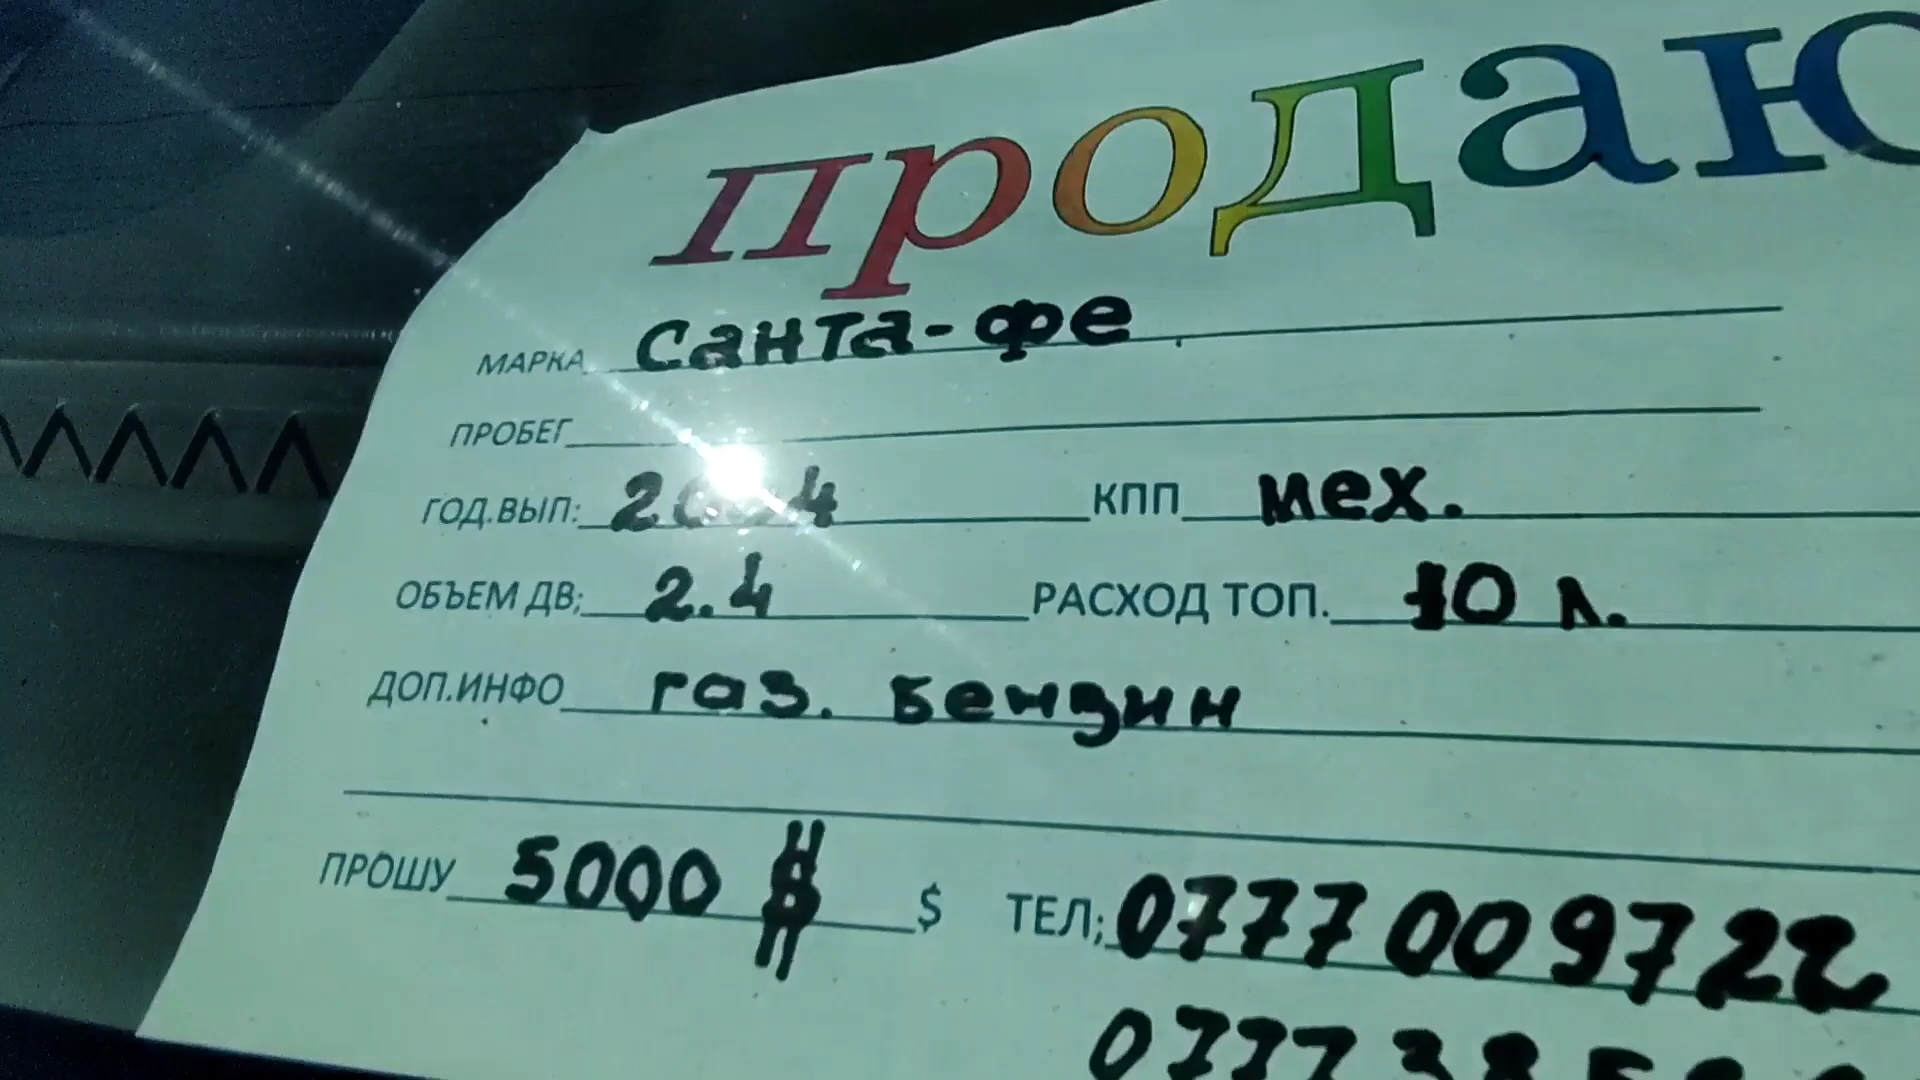 продаю
МАРКА Санта-фе
ПРОБЕГ
ГОД.ВЫП: 2004 КПП мех.
ОБЪЕМ ДВ; 2.4 РАСХОД ТОП. 10 л.
ДОП.ИНФО газ. бензин
ПРОШУ 5000 $ $ ТЕЛ; 0777009722